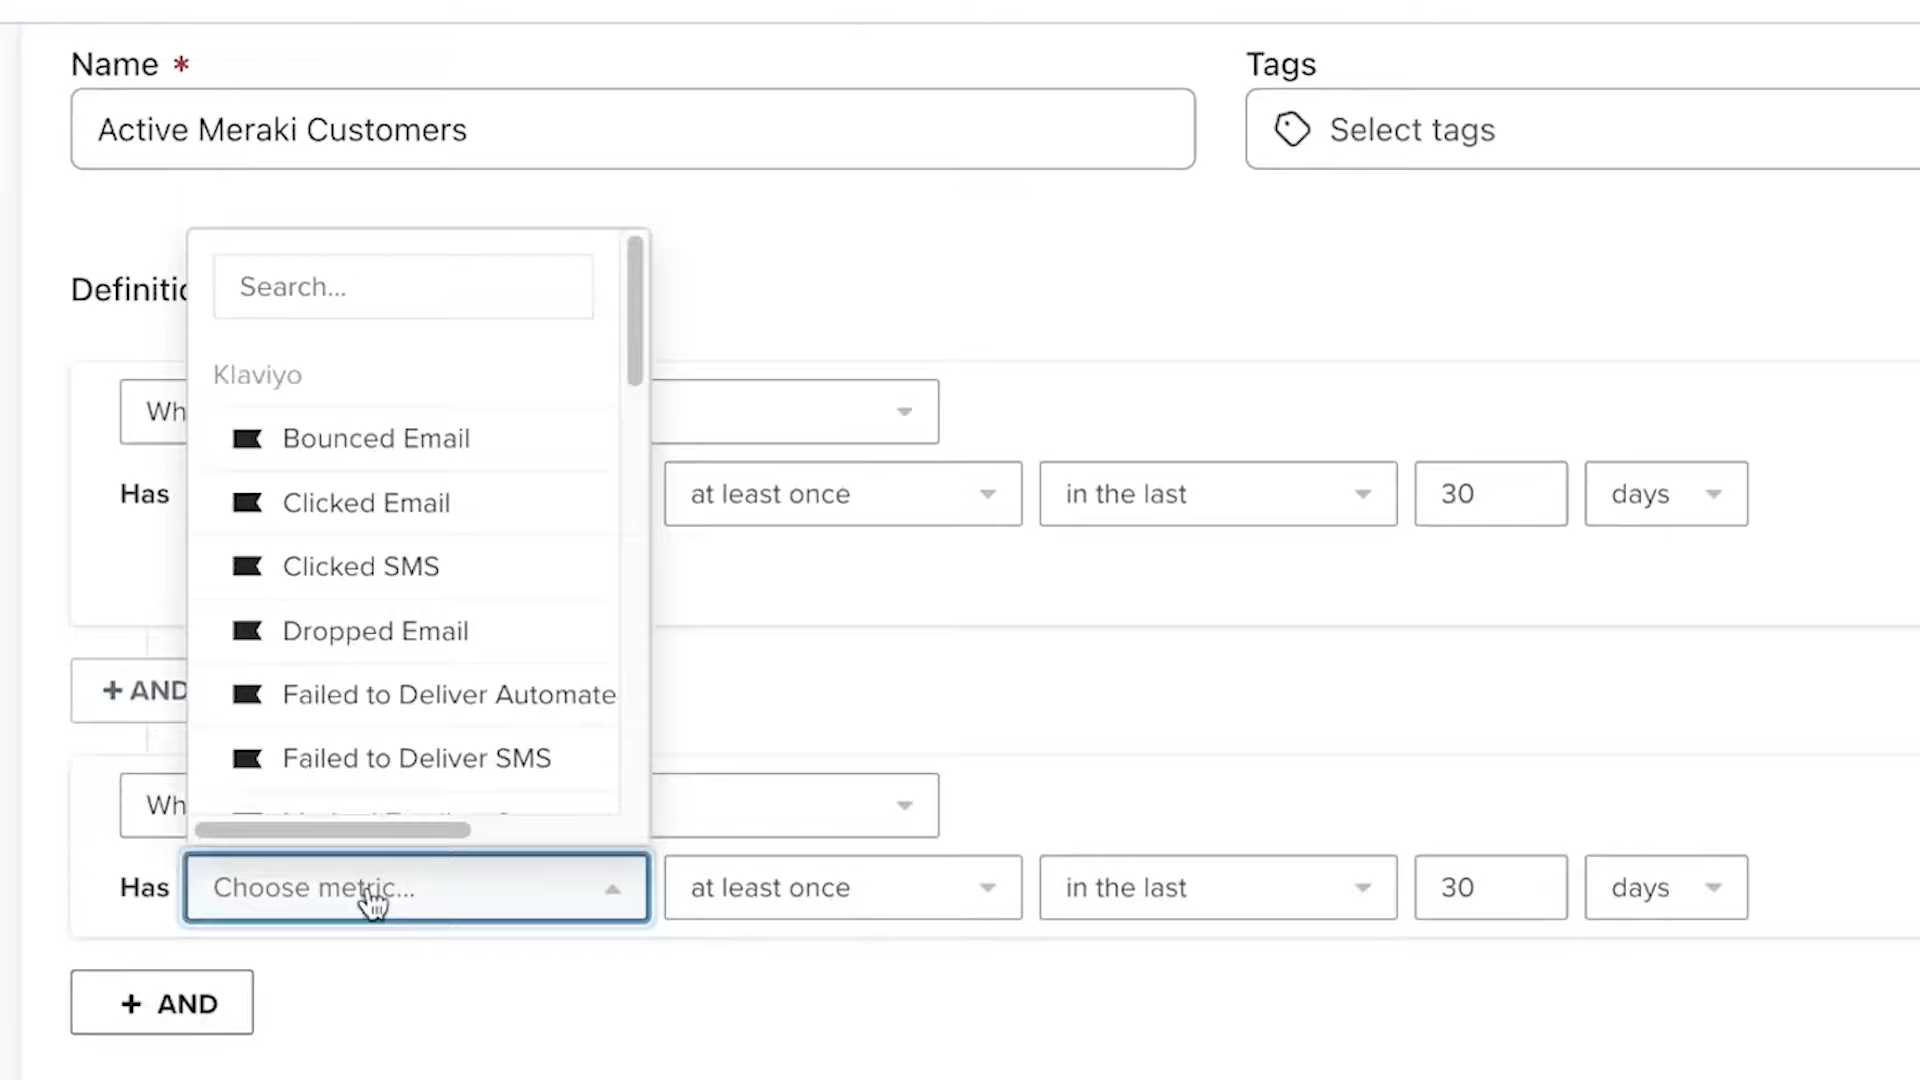 Name *
Tags
Active Meraki Customers
Select tags
Search...
Definitio
Klaviyo
Wh
Bounced Email
Has
at least once
in the last
30
days
Clicked Email
Clicked SMS
Dropped Email
+ AND
Failed to Deliver Automate
Failed to Deliver SMS
Wh
Has
Choose metric...
at least once
in the last
30
days
+ AND